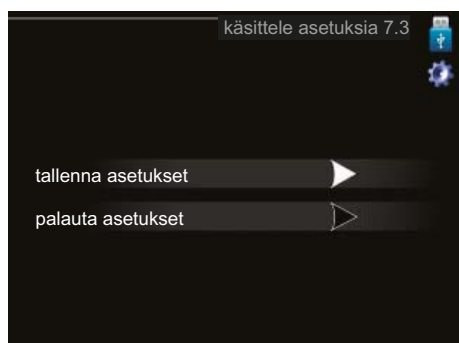 käsittele asetuksia 7.3
tallenna asetukset
palauta asetukset